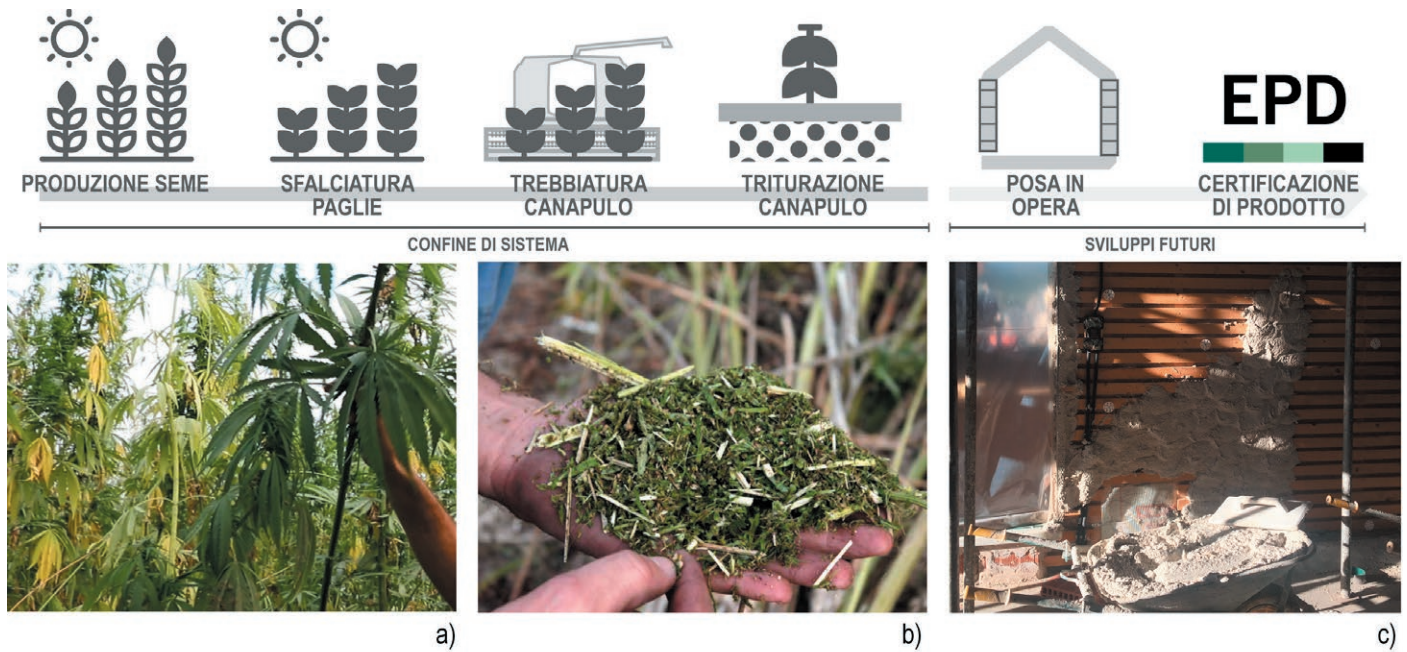 EPD
PRODUZIONE SEME
SFALCIATURA
PAGLIE
TREBBIATURA
CANAPULO
TRITURAZIONE
CANAPULO
POSA IN
OPERA
CERTIFICAZIONE
DI PRODOTTO
CONFINE DI SISTEMA
SVILUPPI FUTURI
a)
b)
c)